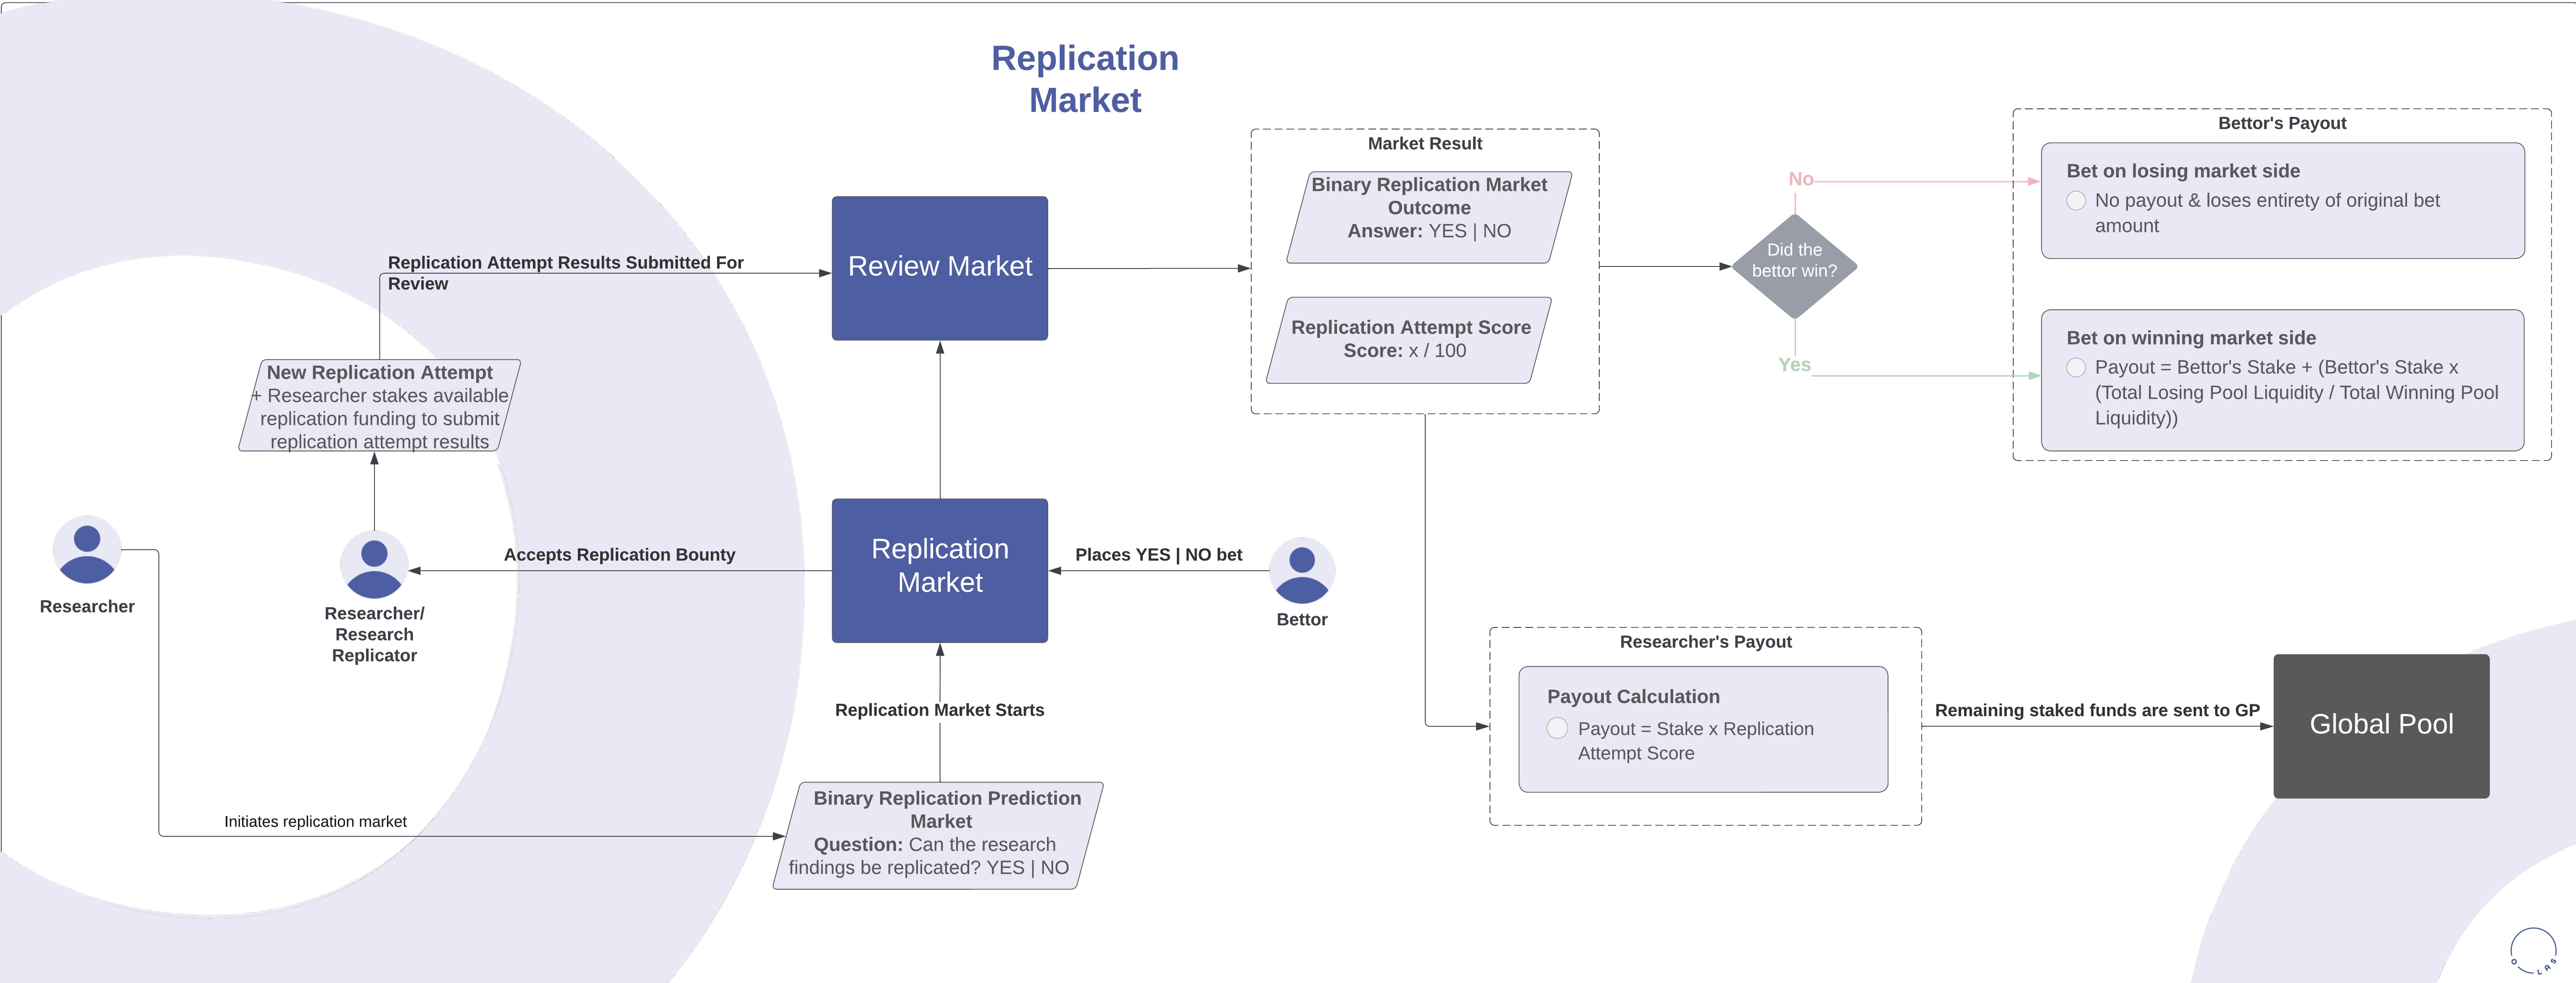 Replication
Market
Market Result
Binary Replication Market
Outcome
Answer: YES | NO
Replication Attempt Score
Score: x / 100
No
Did the
bettor win?
Yes
Bettor's Payout
Bet on losing market side
No payout & loses entirety of original bet
amount
Bet on winning market side
Payout = Bettor's Stake + (Bettor's Stake x
(Total Losing Pool Liquidity / Total Winning Pool
Liquidity))
Replication Attempt Results Submitted For
Review
Review Market
New Replication Attempt
+ Researcher stakes available
replication funding to submit
replication attempt results
Researcher
Researcher/
Research
Replicator
Accepts Replication Bounty
Replication
Market
Places YES | NO bet
Bettor
Replication Market Starts
Initiates replication market
Binary Replication Prediction
Market
Question: Can the research
findings be replicated? YES | NO
Researcher's Payout
Payout Calculation
Payout = Stake x Replication
Attempt Score
Remaining staked funds are sent to GP
Global Pool
O LAS